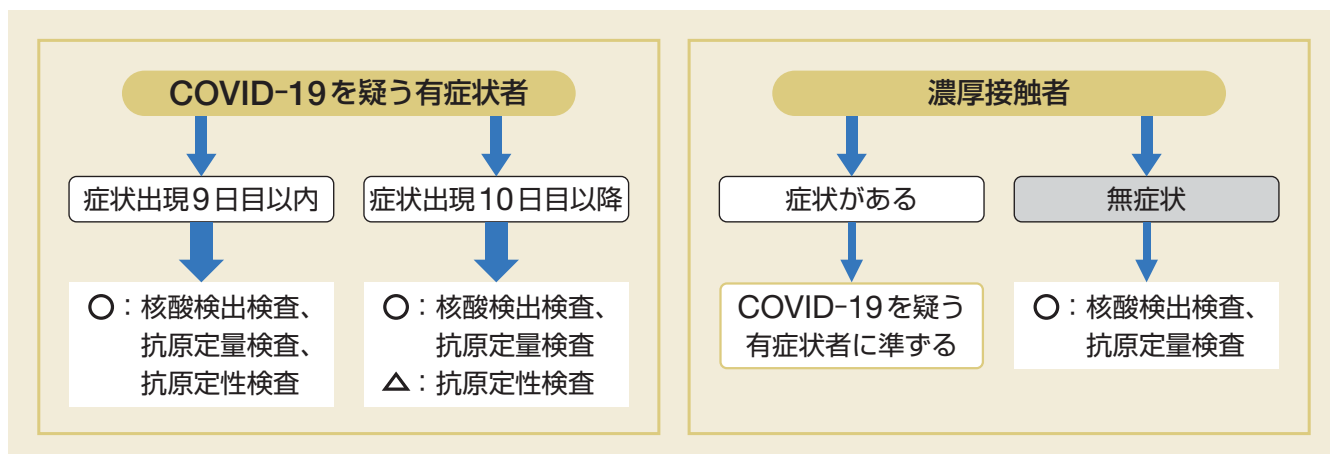 COVID-19を疑う有症状者
症状出現9日目以内
症状出現10日目以降
○：核酸検出検査、
抗原定量検査、
抗原定性検査
○：核酸検出検査、
抗原定量検査
△：抗原定性検査
濃厚接触者
症状がある
無症状
COVID-19を疑う
有症状者に準ずる
○：核酸検出検査、
抗原定量検査